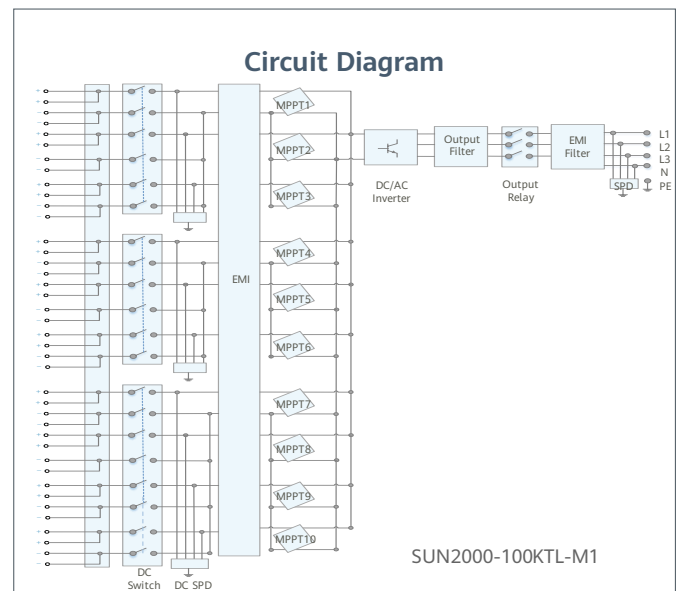 Circuit Diagram
MPPT1
MPPT2
MPPT3
MPPT4
MPPT5
MPPT6
MPPT7
MPPT8
MPPT9
MPPT10
EMI
DC
Switch
DC SPD
DC/AC
Inverter
Output
Filter
Output
Relay
EMI
Filter
SPD
L1
L2
L3
N
PE
SUN2000-100KTL-M1